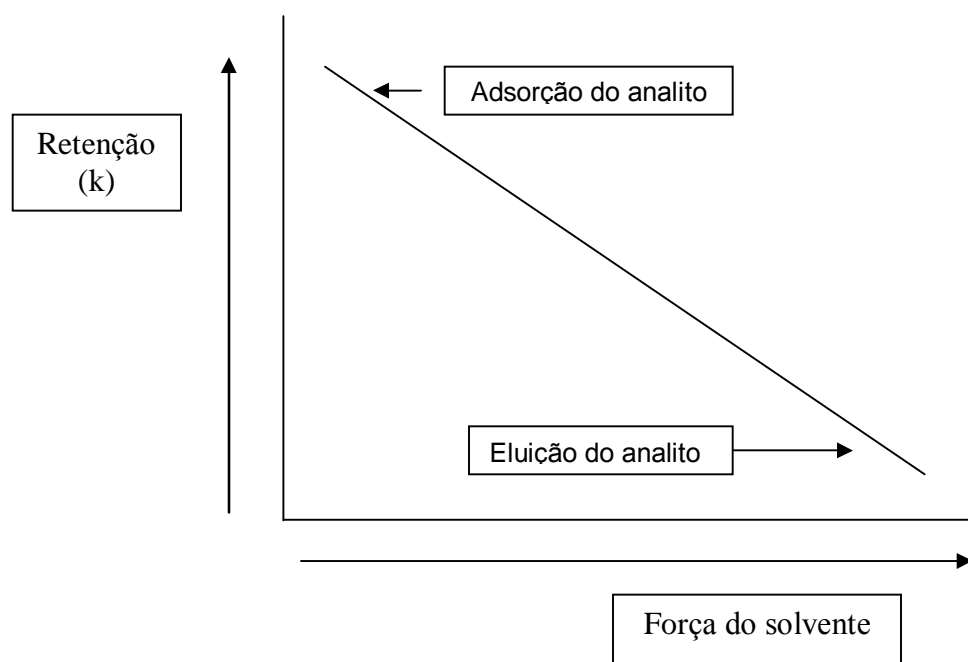 Adsorção do analito
Retenção
(k)
Eluição do analito
Força do solvente